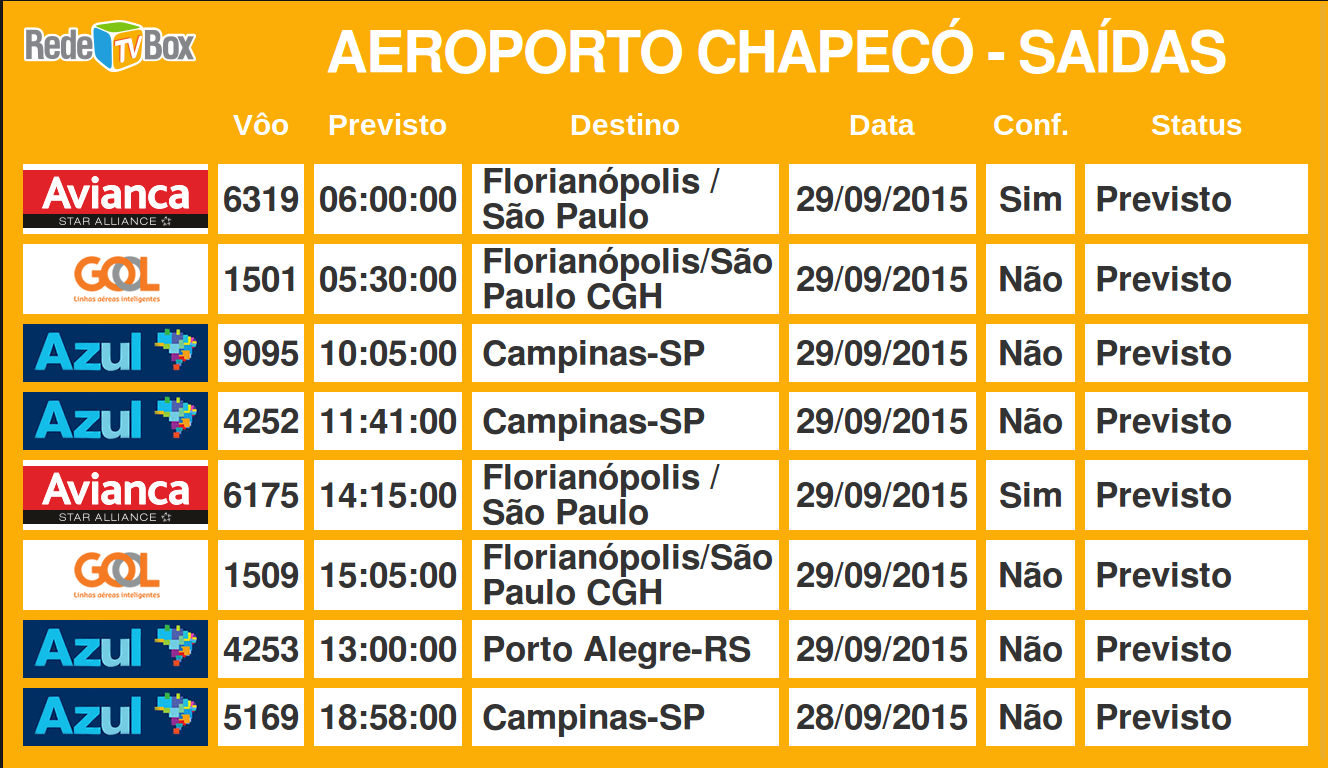 Rede TV Box
AEROPORTO CHAPECÓ - SAÍDAS
Vôo Previsto Destino Data Conf. Status
Avianca
STAR ALLIANCE
6319 06:00:00 Florianópolis /
São Paulo
29/09/2015 Sim Previsto
GOL
Linhas aéreas inteligentes
1501 05:30:00 Florianópolis/São
Paulo CGH
29/09/2015 Não Previsto
Azul 9095 10:05:00 Campinas-SP 29/09/2015 Não Previsto
Azul 4252 11:41:00 Campinas-SP 29/09/2015 Não Previsto
Avianca
STAR ALLIANCE
6175 14:15:00 Florianópolis /
São Paulo
29/09/2015 Sim Previsto
GOL
Linhas aéreas inteligentes
1509 15:05:00 Florianópolis/São
Paulo CGH
29/09/2015 Não Previsto
Azul 4253 13:00:00 Porto Alegre-RS 29/09/2015 Não Previsto
Azul 5169 18:58:00 Campinas-SP 28/09/2015 Não Previsto